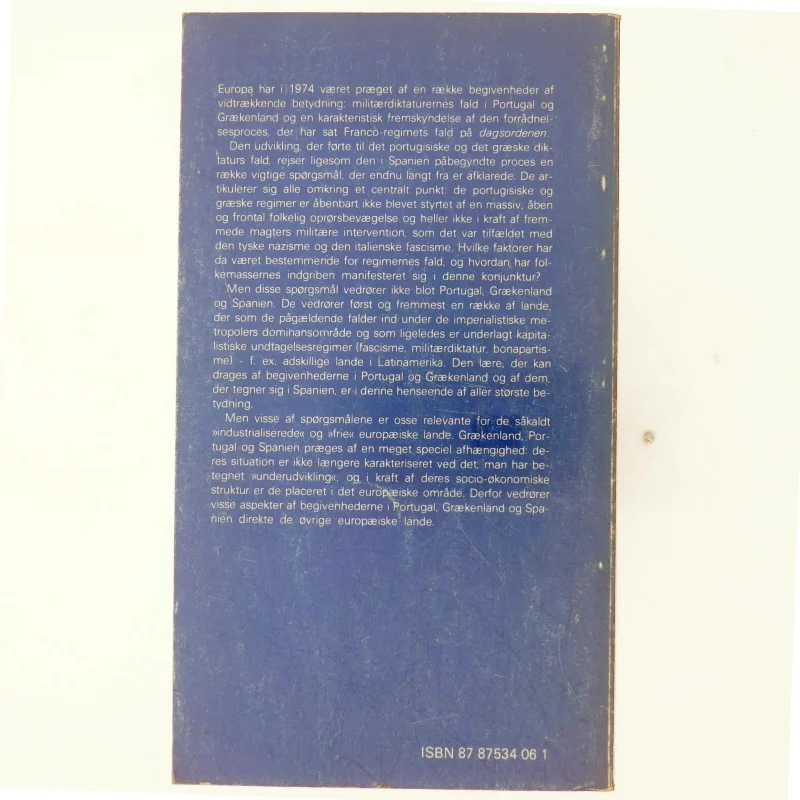 Europa har i 1974 været præget af en række begivenheder af
vidtrækkende betydning: militærdiktaturernes fald i Portugal og
Grækenland og en karakteristisk fremskyndelse af den forrådnel-
sesproces, der har sat Franco-regimets fald på dagsordenen.
Den udvikling, der førte til det portugisiske og det græske dik-
taturs fald, rejser ligesom den i Spanien påbegyndte proces en
række vigtige spørgsmål, der endnu langt fra er afklarede. De ar-
tikulerer sig alle omkring et centralt punkt: de portugisiske og
græske regimer er åbenbart ikke blevet styrtet af en massiv, åben
og frontal folkelig oprørsbevægelse og heller ikke i kraft af frem-
mede magters militære intervention, som det var tilfældet med
den tyske nazisme og den italienske fascisme. Hvilke faktorer har
da været bestemmende for regimernes fald, og hvordan har fol-
kemassernes indgriben manifesteret sig i denne konjunktur?
Men disse spørgsmål vedrører ikke blot Portugal, Grækenland
og Spanien. De vedrører først og fremmest en række af lande,
der som de pågældende falder ind under de imperialistiske me-
tropolers domihansområde og som ligeledes er underlagt kapita-
listiske undtagelsesregimer (fascisme, militærdiktatur, bonapartis-
me) - f. ex. adskillige lande i Latinamerika. Den lære, der kan
drages af begivenhederne i Portugal og Grækenland og af dem,
der tegner sig i Spanien, er i denne henseende af aller største be-
tydning.
Men visse af spørgsmålene er osse relevante for de såkaldt
»industrialiserede« og »frie« europæiske lande. Grækenland, Por-
tugal og Spanien præges af en meget speciel afhængighed: de-
res situation er ikke længere karakteriseret ved det, man har be-
tegnet »underudvikling«, og i kraft af deres socio-økonomiske
struktur er de placeret i det europæiske område. Derfor vedrører
visse aspekter af begivenhederne i Portugal, Grækenland og Spa-
nien direkte de øvrige europæiske lande.
ISBN 87 87534 06 1